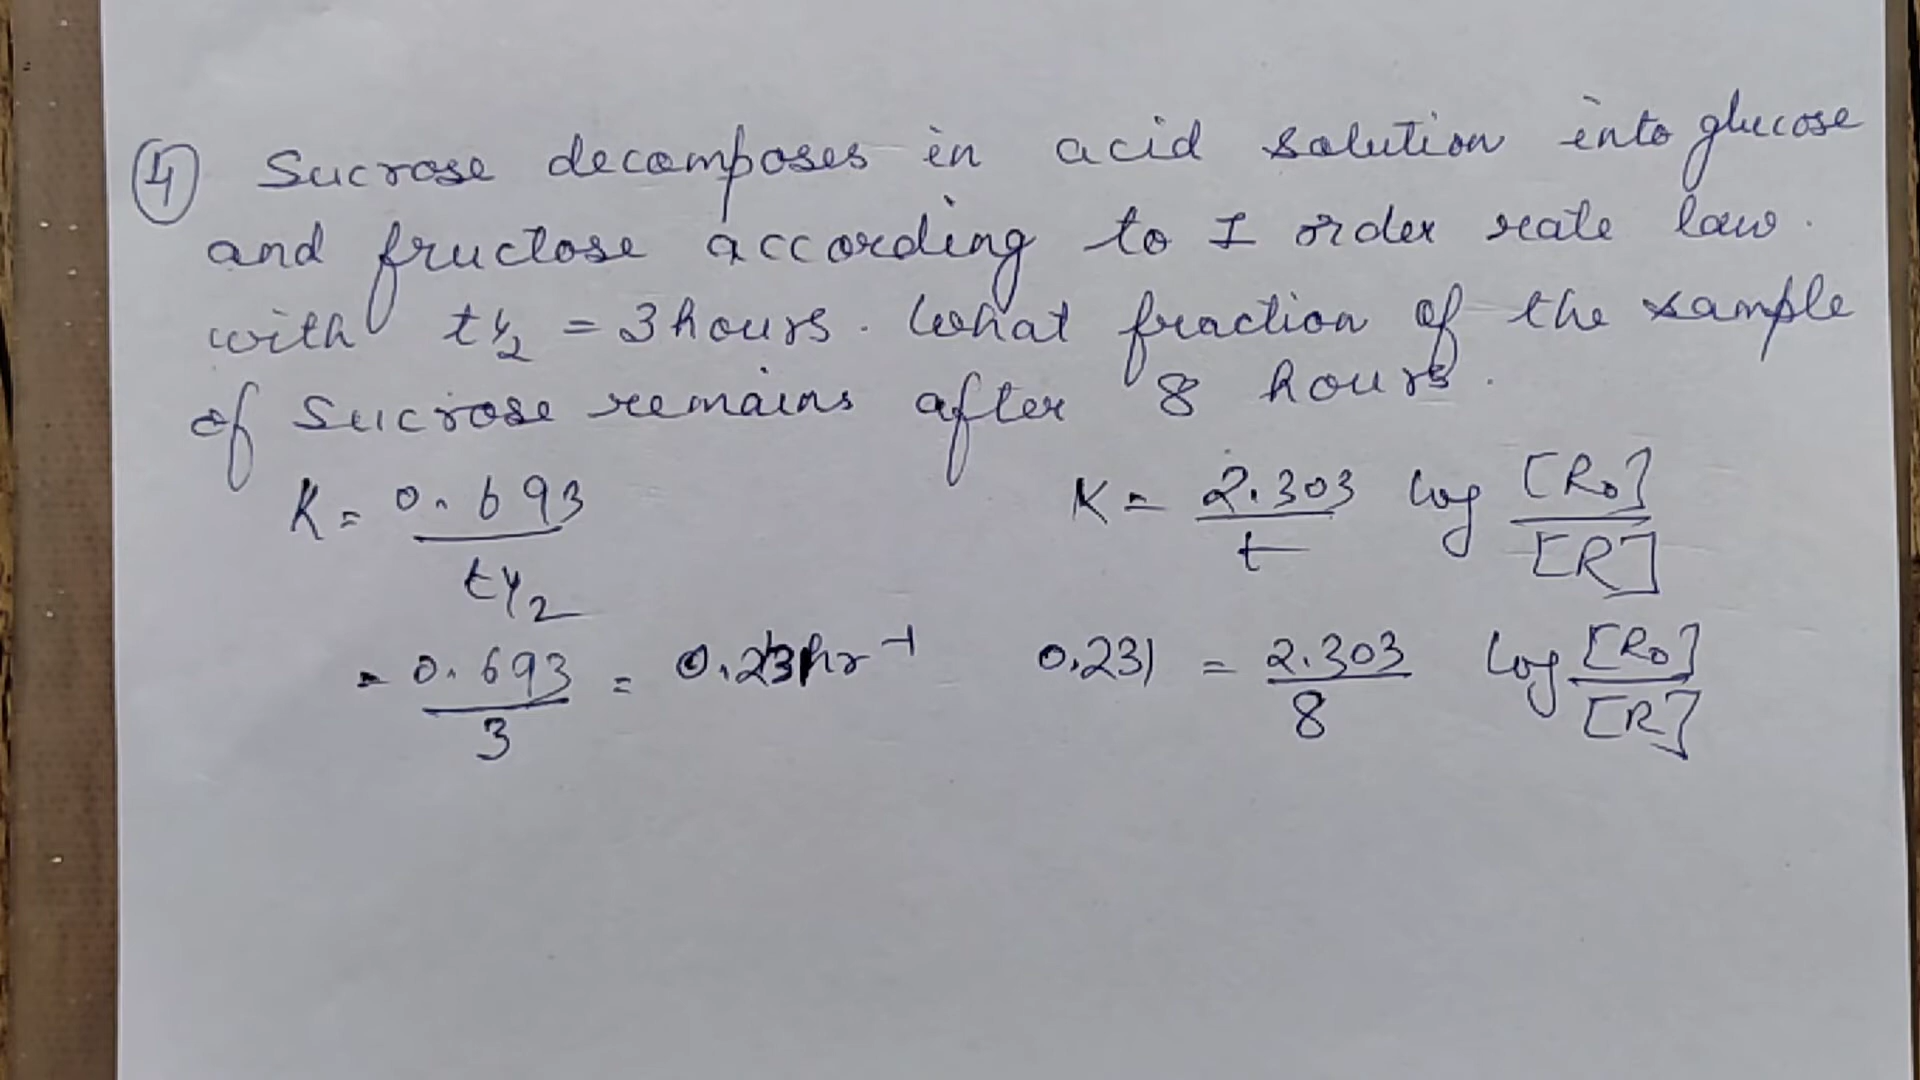 ④ Sucrose decomposes in acid solution into glucose
and fructose according to I order rate law.
with t½ = 3 hours. What fraction of the sample
of Sucrose remains after 8 hours.
K = 0.693 / t½    K = 2.303 / t log [R₀] / [R]
= 0.693 / 3 = 0.231hr⁻¹    0.231 = 2.303 / 8 log [R₀] / [R]